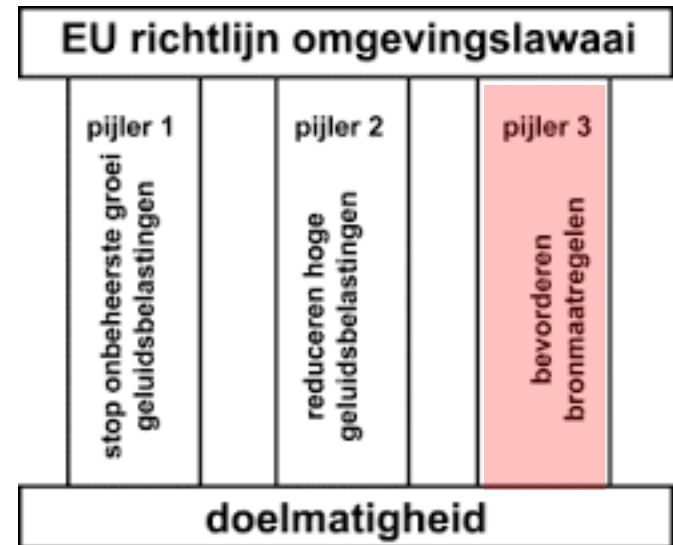 EU richtlijn omgevingslawaai
pijler 1
stop onbeheerste groei
geluidsbelastingen
pijler 2
reduceren hoge
geluidsbelastingen
pijler 3
bevorderen
bronmaatregelen
doelmatigheid